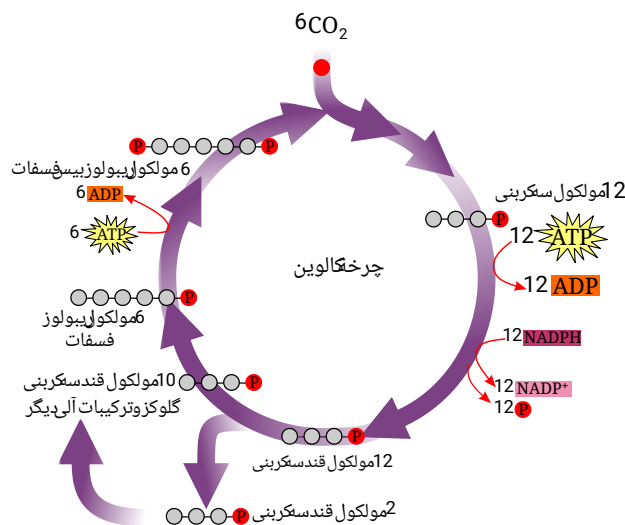 6CO2
6 مولکول ریبولوز بیس فسفات
P
P
12 مولکول سه کربنی
P
6 ADP
6 ATP
12 ATP
12 ADP
چرخهٔ کالوین
P
6 مولکول ریبولوز
فسفات
12 NADPH
12 NADP+
12 P
P
10 مولکول قند سه کربنی
گلوکز و ترکیبات آلی دیگر
P
12 مولکول قند سه کربنی
P
2 مولکول قند سه کربنی